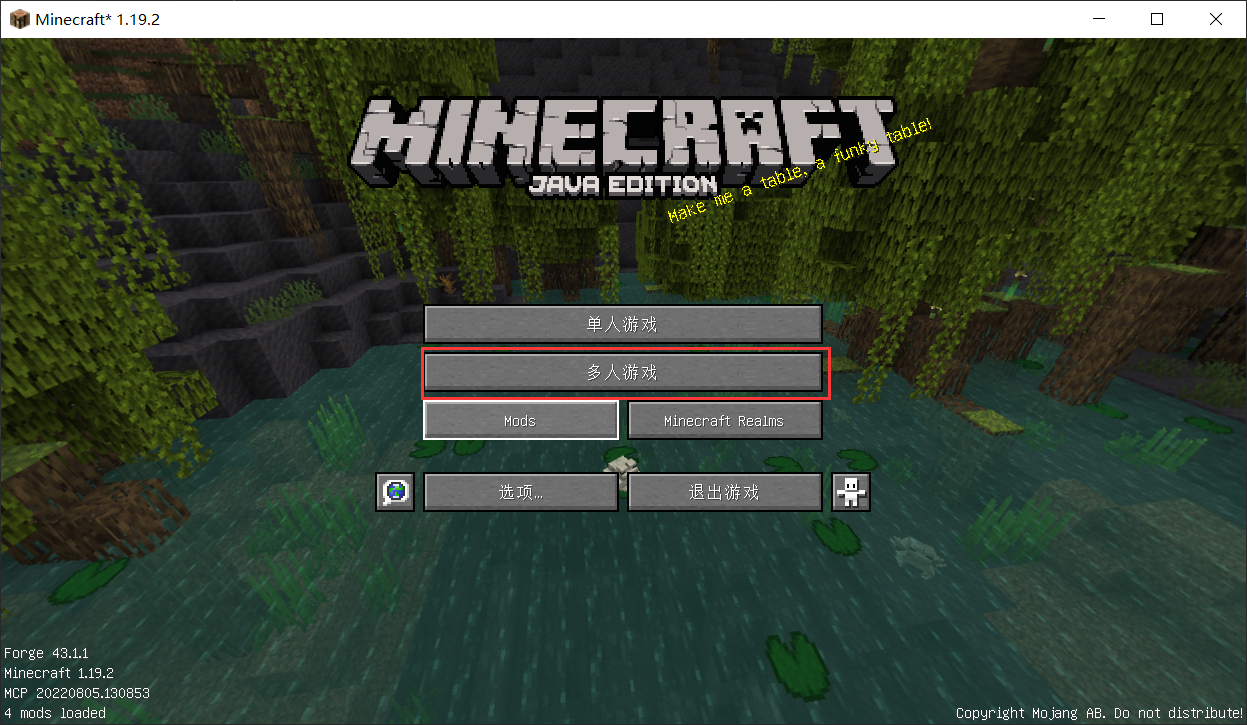 Minecraft* 1.19.2
MINECRAFT
JAVA EDITION
Make me a table, a funky table!
单人游戏
多人游戏
Mods
Minecraft Realms
选项...
退出游戏
Forge 43.1.1
Minecraft 1.19.2
MCP 20220805.130853
4 mods loaded
Copyright Mojang AB. Do not distribute!